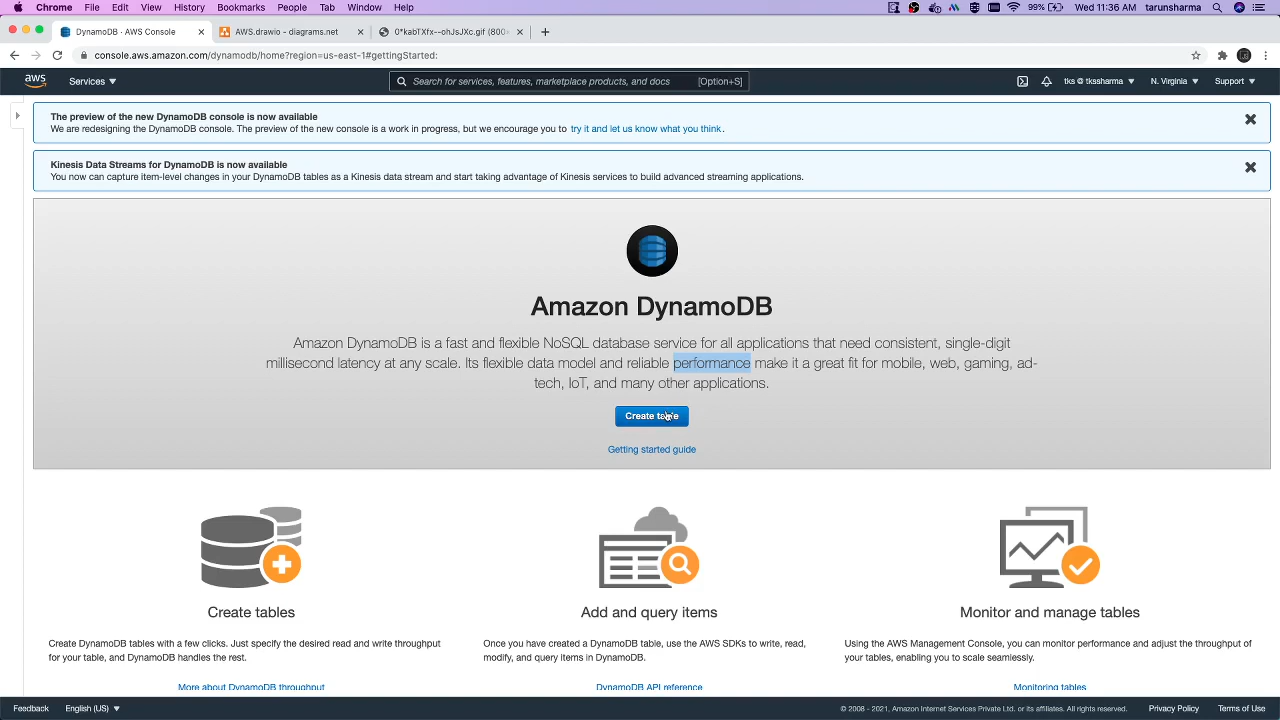 Chrome File Edit View History Bookmarks People Tab Window Help 99% Wed 11:36 AM tarunsharma
DynamoDB · AWS Console AWS.drawio - diagrams.net 0*kabTXfx--ohJsJXc.gif (800×
console.aws.amazon.com/dynamodb/home?region=us-east-1#gettingStarted:
aws Services Search for services, features, marketplace products, and docs [Option+S] tks @ tkssharma N. Virginia Support
The preview of the new DynamoDB console is now available
We are redesigning the DynamoDB console. The preview of the new console is a work in progress, but we encourage you to try it and let us know what you think.
Kinesis Data Streams for DynamoDB is now available
You now can capture item-level changes in your DynamoDB tables as a Kinesis data stream and start taking advantage of Kinesis services to build advanced streaming applications.
Amazon DynamoDB
Amazon DynamoDB is a fast and flexible NoSQL database service for all applications that need consistent, single-digit
millisecond latency at any scale. Its flexible data model and reliable performance make it a great fit for mobile, web, gaming, ad-
tech, IoT, and many other applications.
Create table
Getting started guide
Create tables
Create DynamoDB tables with a few clicks. Just specify the desired read and write throughput
for your table, and DynamoDB handles the rest.
More about DynamoDB throughput
Add and query items
Once you have created a DynamoDB table, use the AWS SDKs to write, read,
modify, and query items in DynamoDB.
DynamoDB API reference
Monitor and manage tables
Using the AWS Management Console, you can monitor performance and adjust the throughput of
your tables, enabling you to scale seamlessly.
Monitoring tables
Feedback English (US) © 2008 - 2021, Amazon Internet Services Private Ltd. or its affiliates. All rights reserved. Privacy Policy Terms of Use